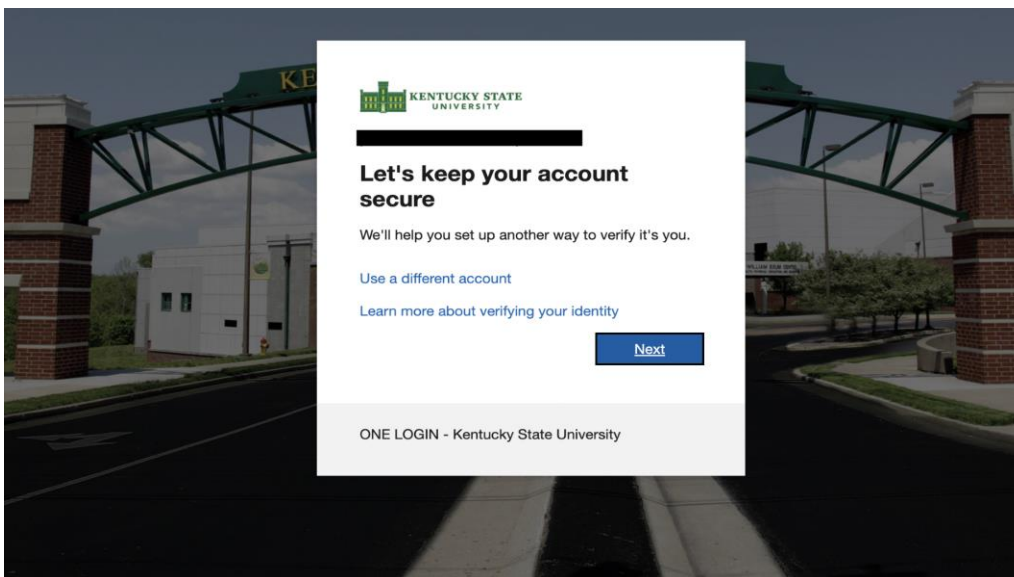 KE
KENTUCKY STATE
UNIVERSITY
Let's keep your account
secure
We'll help you set up another way to verify it's you.
Use a different account
Learn more about verifying your identity
Next
ONE LOGIN - Kentucky State University